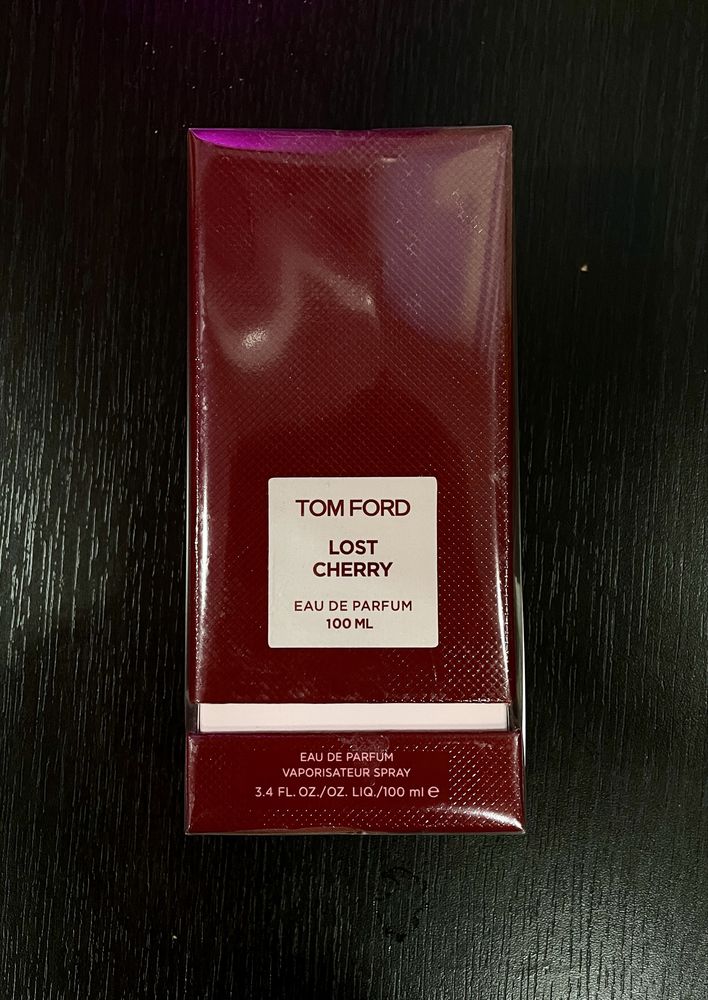 TOM FORD
LOST
CHERRY
EAU DE PARFUM
100 ML
EAU DE PARFUM
VAPORISATEUR SPRAY
3.4 FL. OZ./OZ. LIQ./100 ml ℮